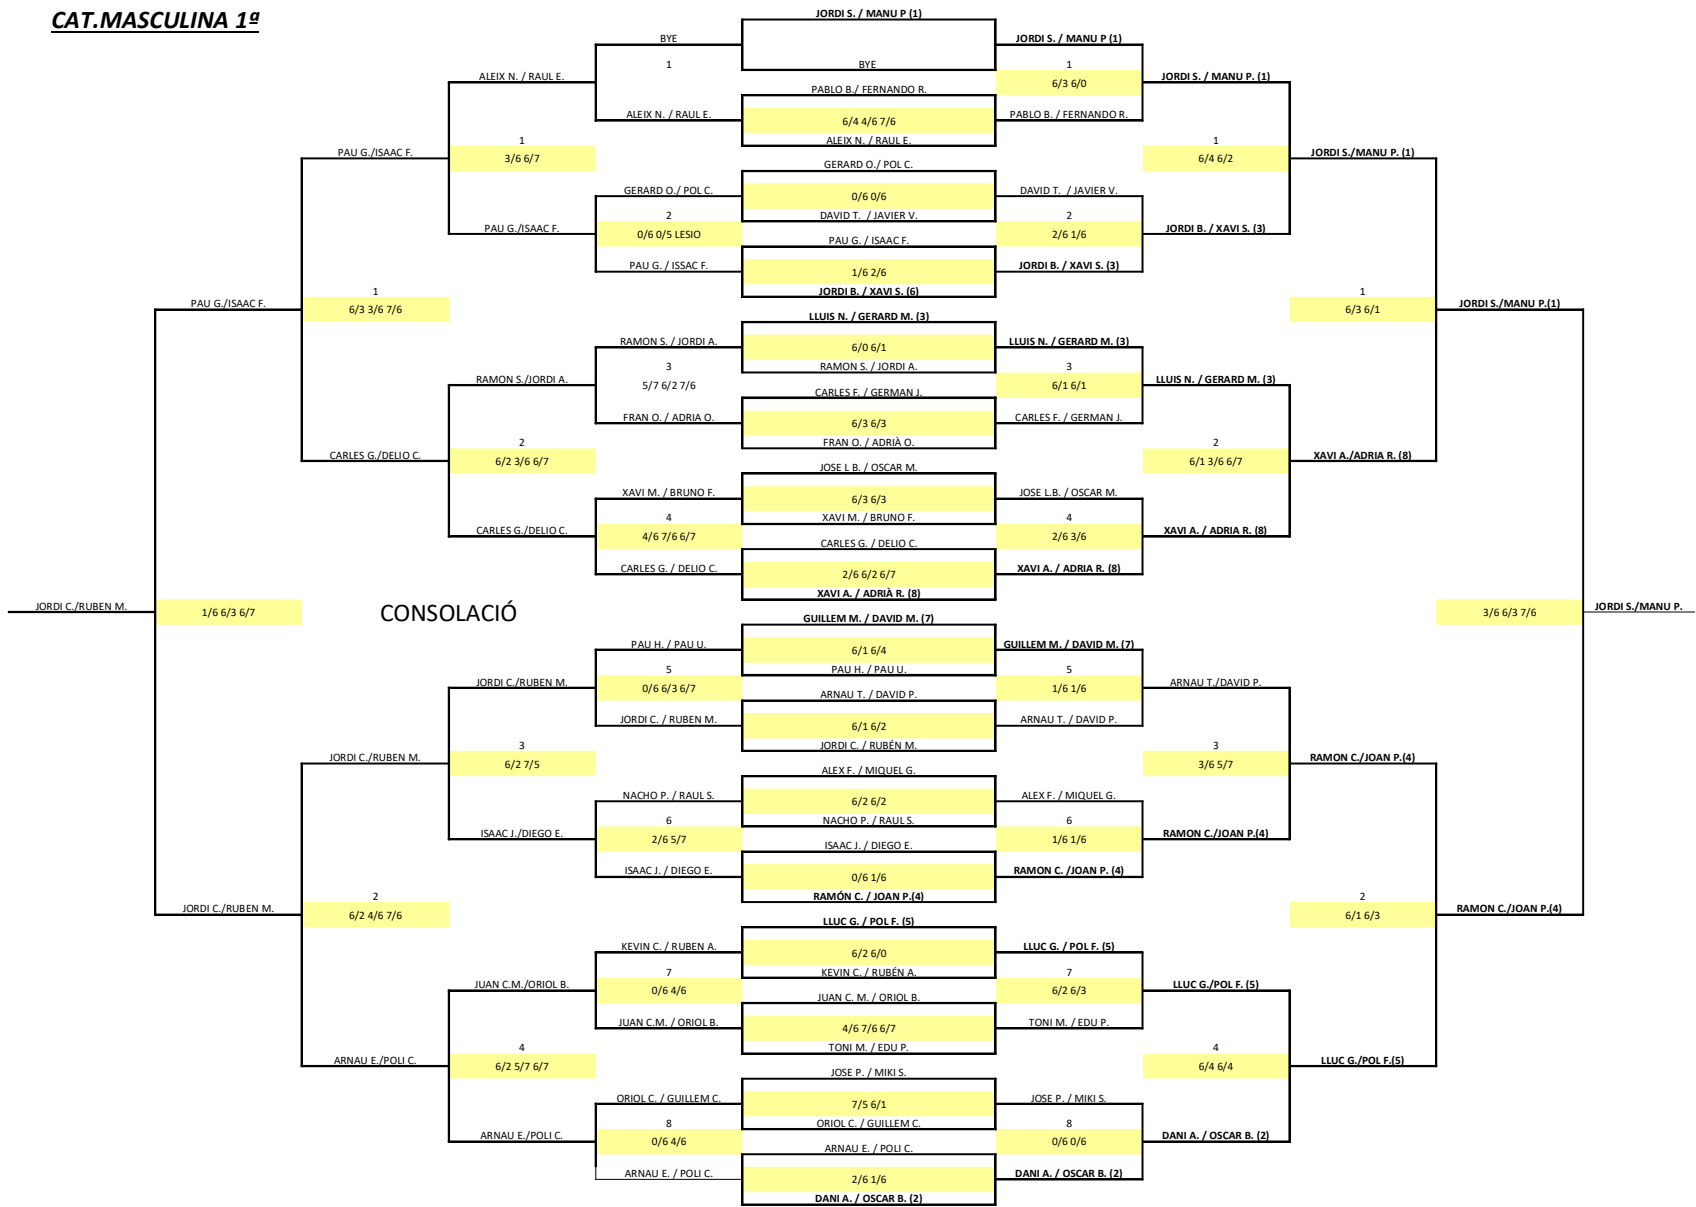 CAT.MASCULINA 1ª
JORDI S. / MANU P (1)
BYE
JORDI S. / MANU P (1)
1
BYE
1
ALEIX N. / RAUL E.
6/3 6/0
JORDI S. / MANU P. (1)
PABLO B./ FERNANDO R.
ALEIX N. / RAUL E.
6/4 4/6 7/6
PABLO B. / FERNANDO R.
ALEIX N. / RAUL E.
1
1
PAU G./ISAAC F.
3/6 6/7
6/4 6/2
JORDI S./MANU P. (1)
GERARD O./ POL C.
GERARD O./ POL C.
0/6 0/6
DAVID T. / JAVIER V.
2
DAVID T. / JAVIER V.
2
PAU G./ISAAC F.
0/6 0/5 LESIO
2/6 1/6
JORDI B. / XAVI S. (3)
PAU G. / ISAAC F.
PAU G. / ISSAC F.
1/6 2/6
JORDI B. / XAVI S. (3)
JORDI B. / XAVI S. (6)
1
1
PAU G./ISAAC F.
6/3 3/6 7/6
6/3 6/1
JORDI S./MANU P.(1)
LLUIS N. / GERARD M. (3)
RAMON S. / JORDI A.
6/0 6/1
LLUIS N. / GERARD M. (3)
3
RAMON S. / JORDI A.
3
RAMON S./JORDI A.
5/7 6/2 7/6
6/1 6/1
LLUIS N. / GERARD M. (3)
CARLES F. / GERMAN J.
FRAN O. / ADRIA O.
6/3 6/3
CARLES F. / GERMAN J.
FRAN O. / ADRIÀ O.
2
2
CARLES G./DELIO C.
6/2 3/6 6/7
6/1 3/6 6/7
XAVI A./ADRIA R. (8)
JOSE L B. / OSCAR M.
XAVI M. / BRUNO F.
6/3 6/3
JOSE L.B. / OSCAR M.
4
XAVI M. / BRUNO F.
4
CARLES G./DELIO C.
4/6 7/6 6/7
2/6 3/6
XAVI A. / ADRIA R. (8)
CARLES G. / DELIO C.
CARLES G. / DELIO C.
2/6 6/2 6/7
XAVI A. / ADRIA R. (8)
XAVI A. / ADRIÀ R. (8)
JORDI C./RUBEN M.
1/6 6/3 6/7
CONSOLACIÓ
3/6 6/3 7/6
JORDI S./MANU P.
GUILLEM M. / DAVID M. (7)
PAU H. / PAU U.
6/1 6/4
GUILLEM M. / DAVID M. (7)
5
PAU H. / PAU U.
5
JORDI C./RUBEN M.
0/6 6/3 6/7
1/6 1/6
ARNAU T./DAVID P.
ARNAU T. / DAVID P.
JORDI C. / RUBEN M.
6/1 6/2
ARNAU T. / DAVID P.
JORDI C. / RUBÉN M.
3
3
JORDI C./RUBEN M.
6/2 7/5
3/6 5/7
RAMON C./JOAN P.(4)
ALEX F. / MIQUEL G.
NACHO P. / RAUL S.
6/2 6/2
ALEX F. / MIQUEL G.
6
NACHO P. / RAUL S.
6
ISAAC J./DIEGO E.
2/6 5/7
1/6 1/6
RAMON C./JOAN P.(4)
ISAAC J. / DIEGO E.
ISAAC J. / DIEGO E.
0/6 1/6
RAMON C. /JOAN P. (4)
RAMÓN C. / JOAN P.(4)
2
2
JORDI C./RUBEN M.
6/2 4/6 7/6
6/1 6/3
RAMON C./JOAN P.(4)
LLUC G. / POL F. (5)
KEVIN C. / RUBEN A.
6/2 6/0
LLUC G. / POL F. (5)
7
KEVIN C. / RUBÉN A.
7
JUAN C.M./ORIOL B.
0/6 4/6
6/2 6/3
LLUC G./POL F. (5)
JUAN C. M. / ORIOL B.
JUAN C.M. / ORIOL B.
4/6 7/6 6/7
TONI M. / EDU P.
TONI M. / EDU P.
4
4
ARNAU E./POLI C.
6/2 5/7 6/7
6/4 6/4
LLUC G./POL F.(5)
JOSE P. / MIKI S.
ORIOL C. / GUILLEM C.
7/5 6/1
JOSE P. / MIKI S.
8
ORIOL C. / GUILLEM C.
8
ARNAU E./POLI C.
0/6 4/6
0/6 0/6
DANI A. / OSCAR B. (2)
ARNAU E. / POLI C.
ARNAU E. / POLI C.
2/6 1/6
DANI A. / OSCAR B. (2)
DANI A. / OSCAR B. (2)